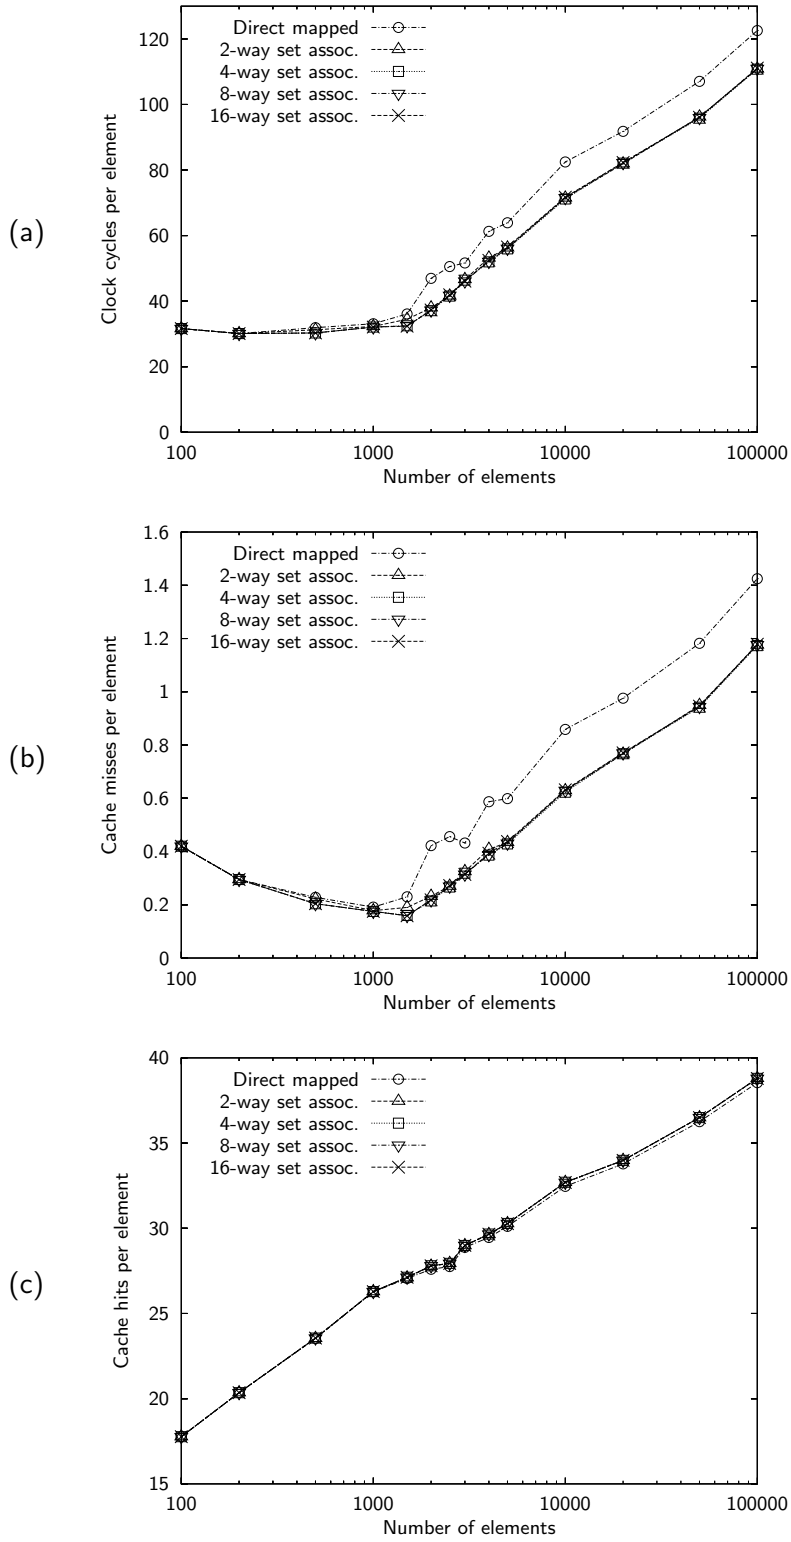 (a)
Clock cycles per element
120
100
80
60
40
20
0
Direct mapped
2-way set assoc.
4-way set assoc.
8-way set assoc.
16-way set assoc.
100
1000
10000
100000
Number of elements
(b)
Cache misses per element
1.6
1.4
1.2
1
0.8
0.6
0.4
0.2
0
Direct mapped
2-way set assoc.
4-way set assoc.
8-way set assoc.
16-way set assoc.
100
1000
10000
100000
Number of elements
(c)
Cache hits per element
40
35
30
25
20
15
Direct mapped
2-way set assoc.
4-way set assoc.
8-way set assoc.
16-way set assoc.
100
1000
10000
100000
Number of elements